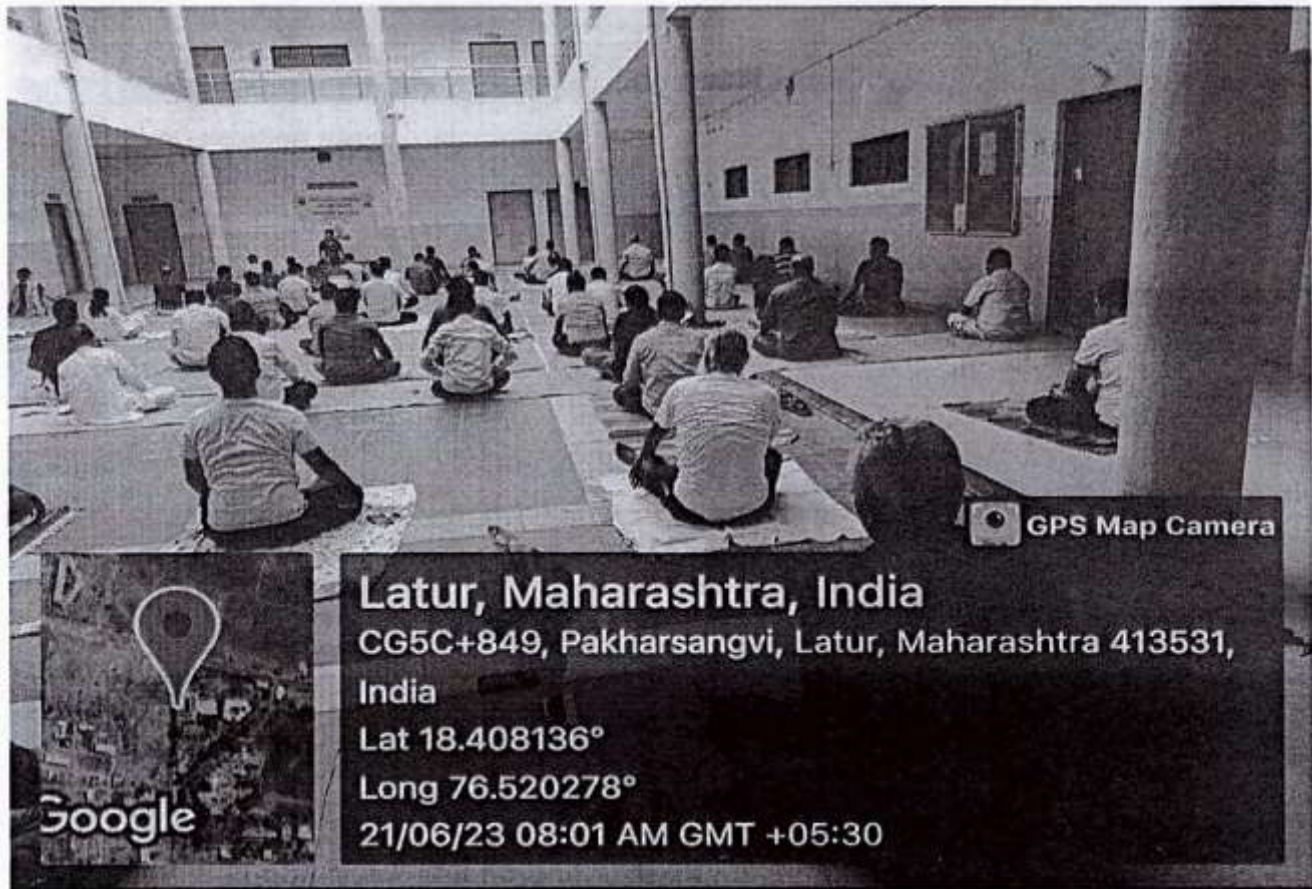 GPS Map Camera
Latur, Maharashtra, India
CG5C+849, Pakharsangvi, Latur, Maharashtra 413531,
India
Lat 18.408136°
Long 76.520278°
21/06/23 08:01 AM GMT +05:30
Google